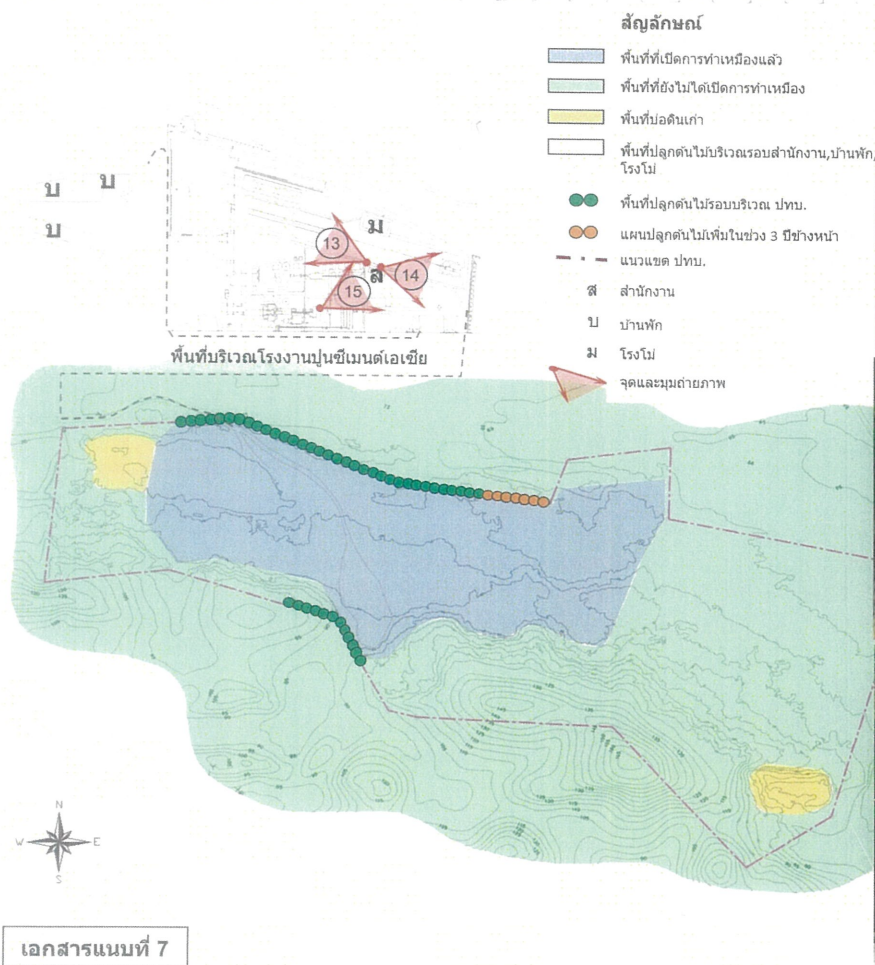 สัญลักษณ์
พื้นที่ที่เปิดการทำเหมืองแล้ว
พื้นที่ที่ยังไม่ได้เปิดการทำเหมือง
พื้นที่บ่อดินเก่า
พื้นที่ปลูกต้นไม้บริเวณรอบสำนักงาน,บ้านพัก,
โรงโม่
พื้นที่ปลูกต้นไม้รอบบริเวณ ปทบ.
แผนปลูกต้นไม้เพิ่มในช่วง 3 ปีข้างหน้า
แนวเขต ปทบ.
ส สำนักงาน
บ บ้านพัก
ม โรงโม่
จุดและมุมถ่ายภาพ
บ บ
บ
ม
13
ส 14
15
พื้นที่บริเวณโรงงานปูนซีเมนต์เอเซีย
N
W E
S
เอกสารแนบที่ 7